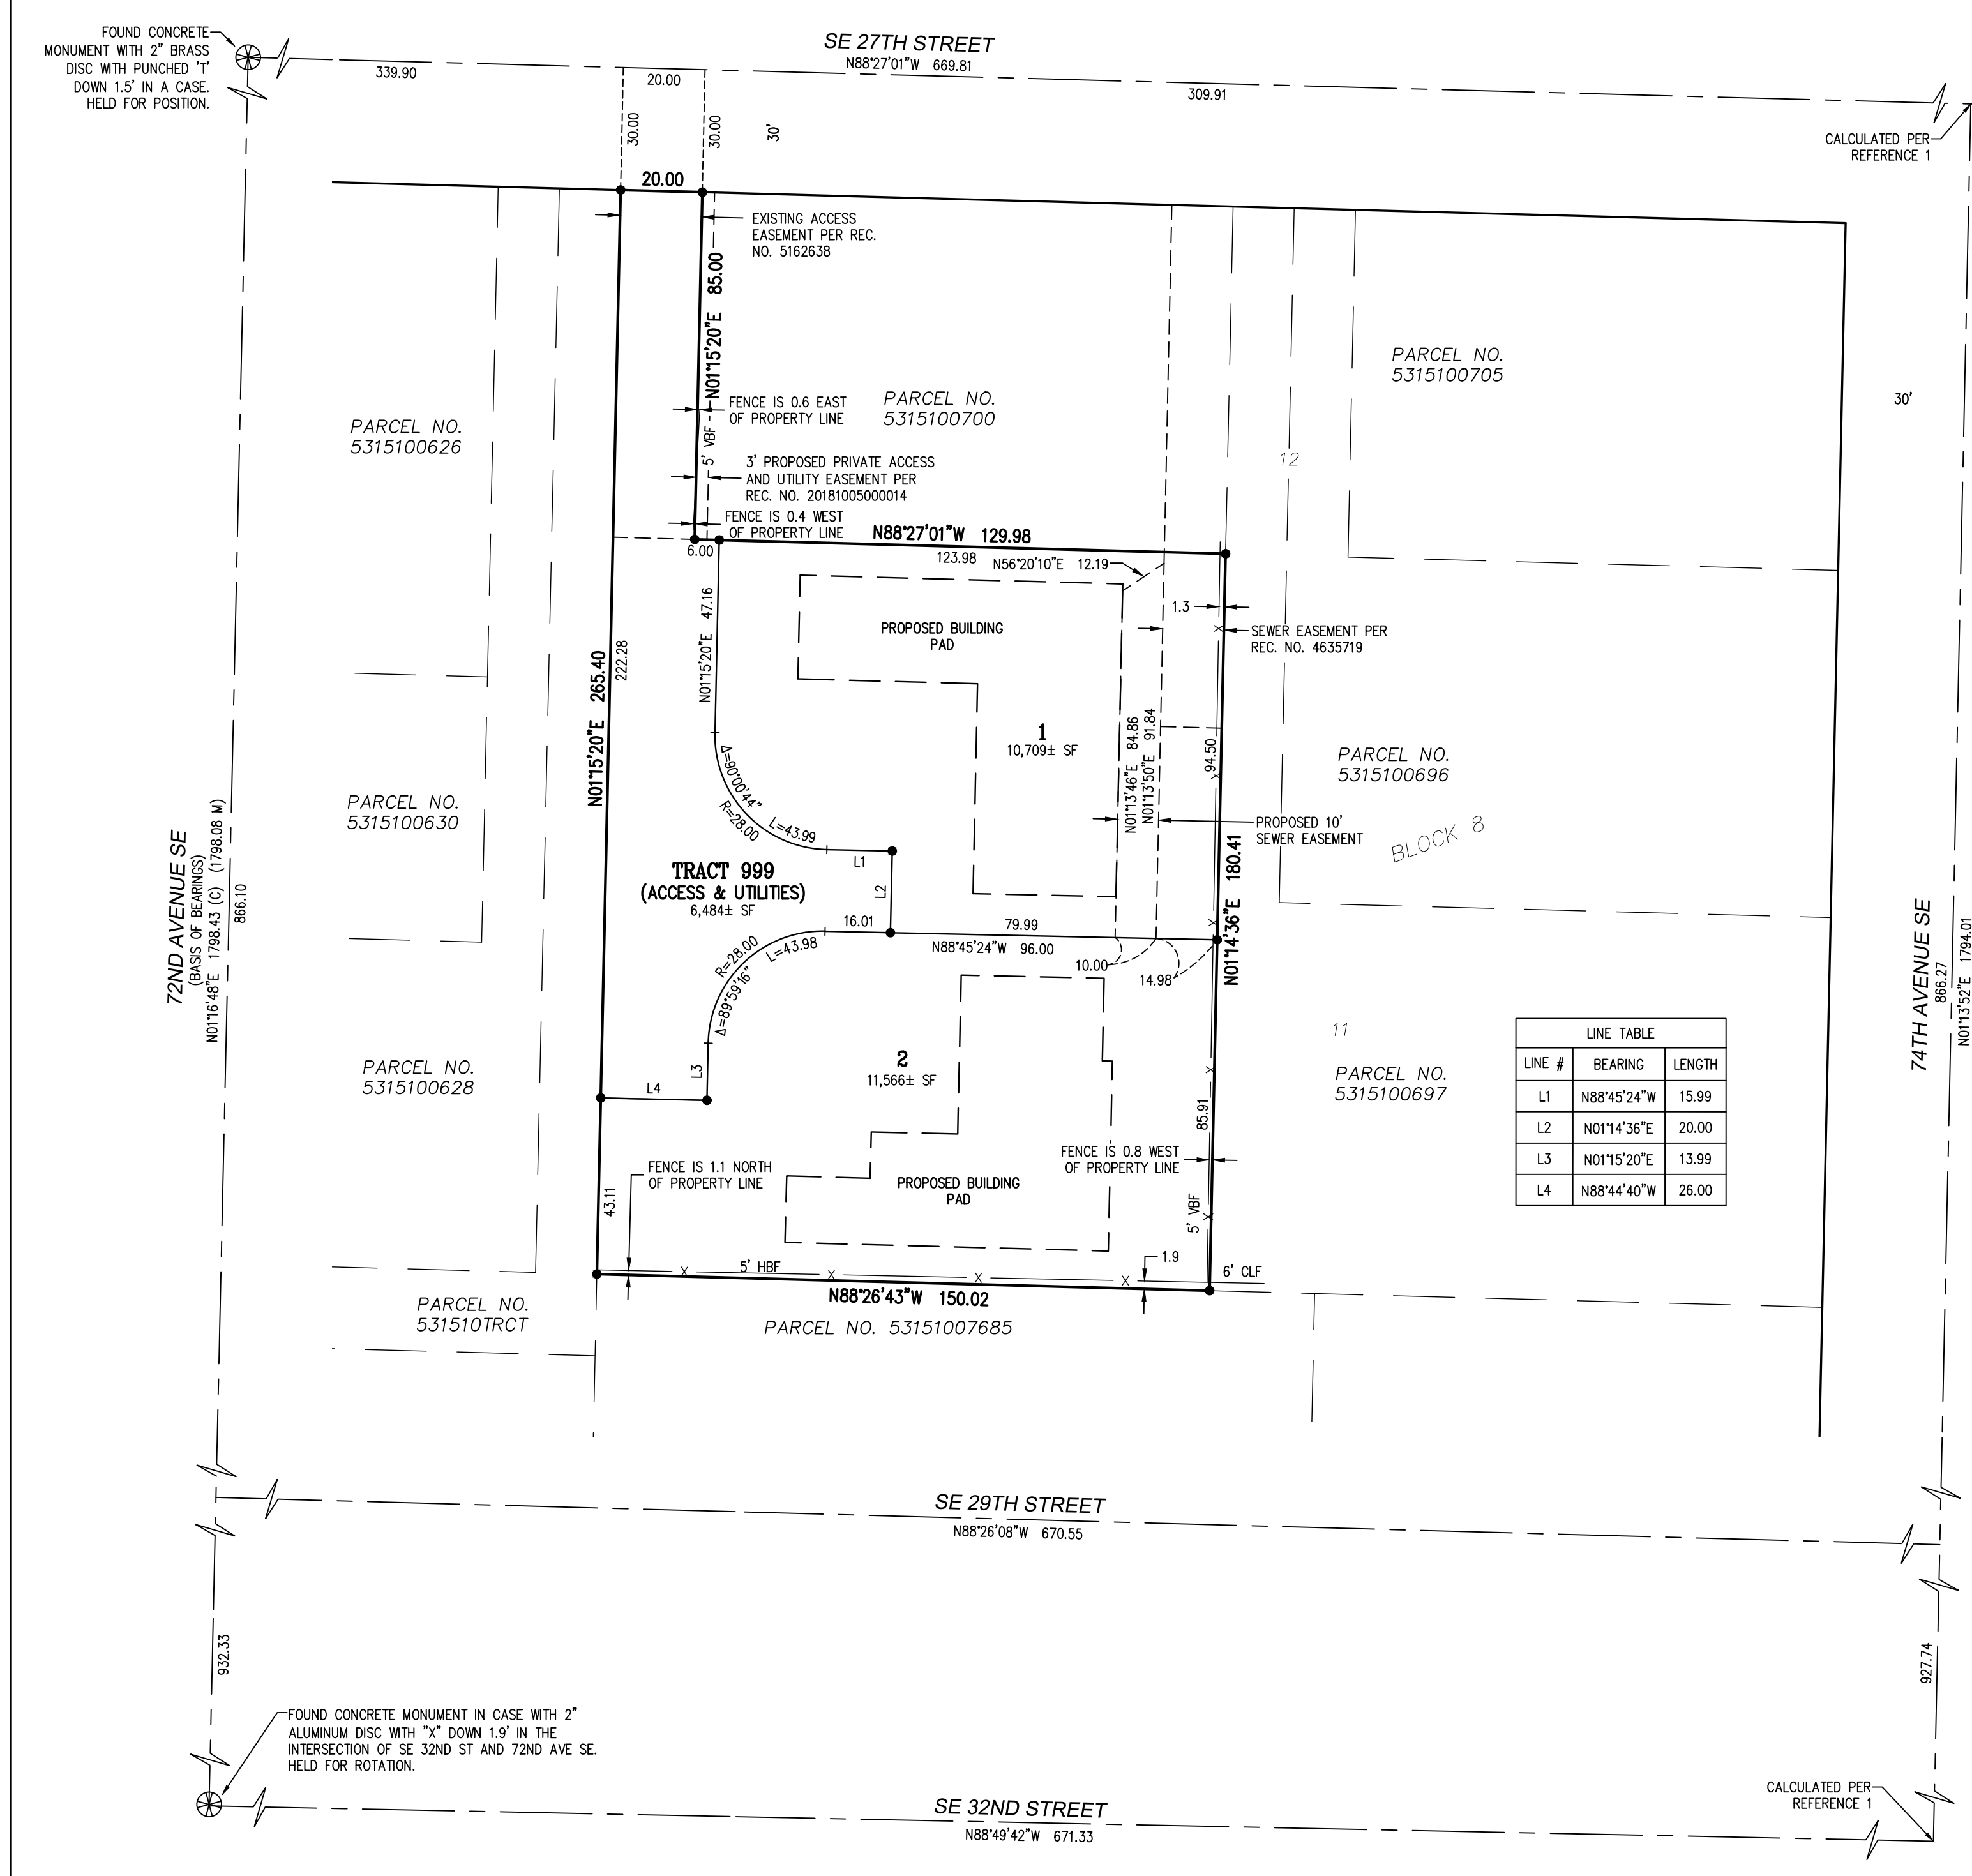 FOUND CONCRETE
MONUMENT WITH 2" BRASS
DISC WITH PUNCHED 'T'
DOWN 1.5' IN A CASE.
HELD FOR POSITION.
SE 27TH STREET
N88°27'01"W 669.81
339.90
20.00
309.91
30.00
30.00
30'
CALCULATED PER
REFERENCE 1
20.00
EXISTING ACCESS
EASEMENT PER REC.
NO. 5162638
N01°15'20"E 85.00
PARCEL NO.
5315100705
FENCE IS 0.6 EAST
OF PROPERTY LINE
PARCEL NO.
5315100700
30'
PARCEL NO.
5315100626
5' VBF
3' PROPOSED PRIVATE ACCESS
AND UTILITY EASEMENT PER
REC. NO. 20181005000014
12
FENCE IS 0.4 WEST
OF PROPERTY LINE
N88°27'01"W 129.98
6.00
123.98
N56°20'10"E 12.19
N01°15'20"E 47.16
1.3
PROPOSED BUILDING
PAD
SEWER EASEMENT PER
REC. NO. 4635719
N01°15'20"E 265.40
222.28
1
10,709± SF
N01°13'46"E 84.86
N01°13'50"E 91.84
94.50
PARCEL NO.
5315100696
Δ=90°00'44"
R=28.00
L=43.99
PARCEL NO.
5315100630
PROPOSED 10'
SEWER EASEMENT
BLOCK 8
L1
TRACT 999
(ACCESS & UTILITIES)
6,484± SF
L2
N01°14'36"E 180.41
72ND AVENUE SE
(BASIS OF BEARINGS)
N01°16'48"E 1798.43 (C) (1798.08 M)
866.10
16.01
79.99
N88°45'24"W 96.00
R=28.00
L=43.98
Δ=89°59'16"
10.00
14.98
74TH AVENUE SE
866.27
N01°13'52"E 1794.01
11
PARCEL NO.
5315100697
2
11,566± SF
PARCEL NO.
5315100628
L3
L4
LINE TABLE
LINE # BEARING LENGTH
L1 N88°45'24"W 15.99
L2 N01°14'36"E 20.00
L3 N01°15'20"E 13.99
L4 N88°44'40"W 26.00
85.91
FENCE IS 0.8 WEST
OF PROPERTY LINE
FENCE IS 1.1 NORTH
OF PROPERTY LINE
43.11
PROPOSED BUILDING
PAD
5' VBF
1.9
5' HBF
6' CLF
N88°26'43"W 150.02
PARCEL NO.
531510TRCT
PARCEL NO. 53151007685
SE 29TH STREET
N88°26'08"W 670.55
932.33
927.74
FOUND CONCRETE MONUMENT IN CASE WITH 2"
ALUMINUM DISC WITH "X" DOWN 1.9' IN THE
INTERSECTION OF SE 32ND ST AND 72ND AVE SE.
HELD FOR ROTATION.
CALCULATED PER
REFERENCE 1
SE 32ND STREET
N88°49'42"W 671.33